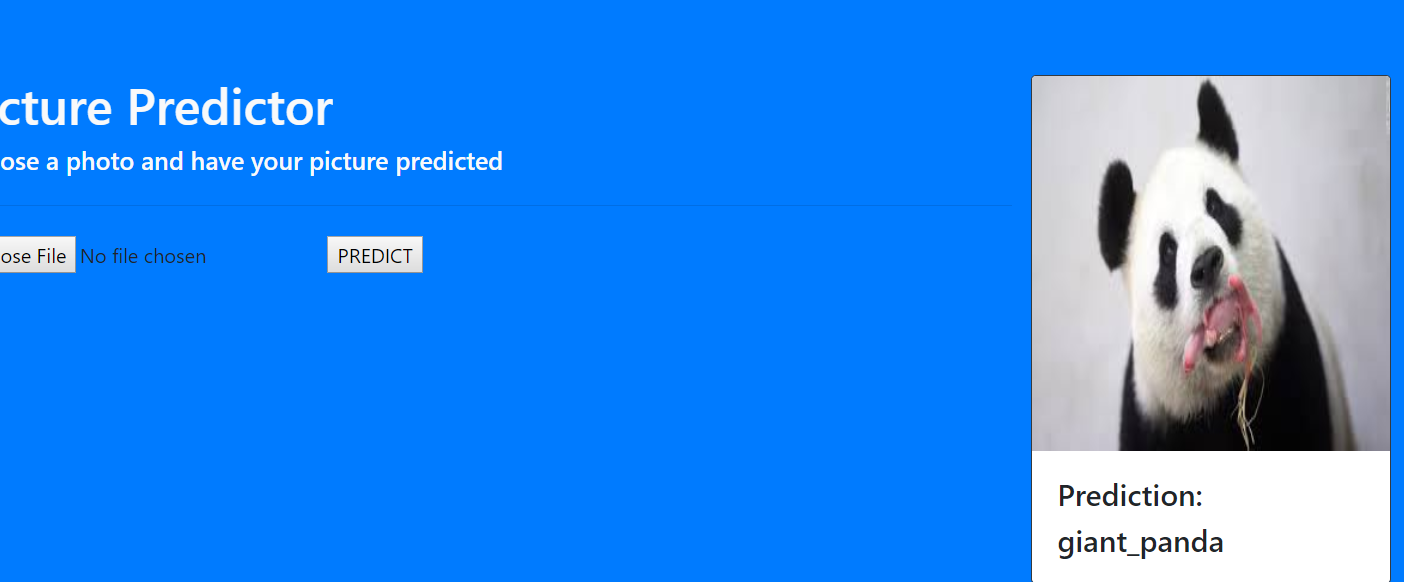 cture Predictor
ose a photo and have your picture predicted
ose File No file chosen PREDICT
Prediction:
giant_panda